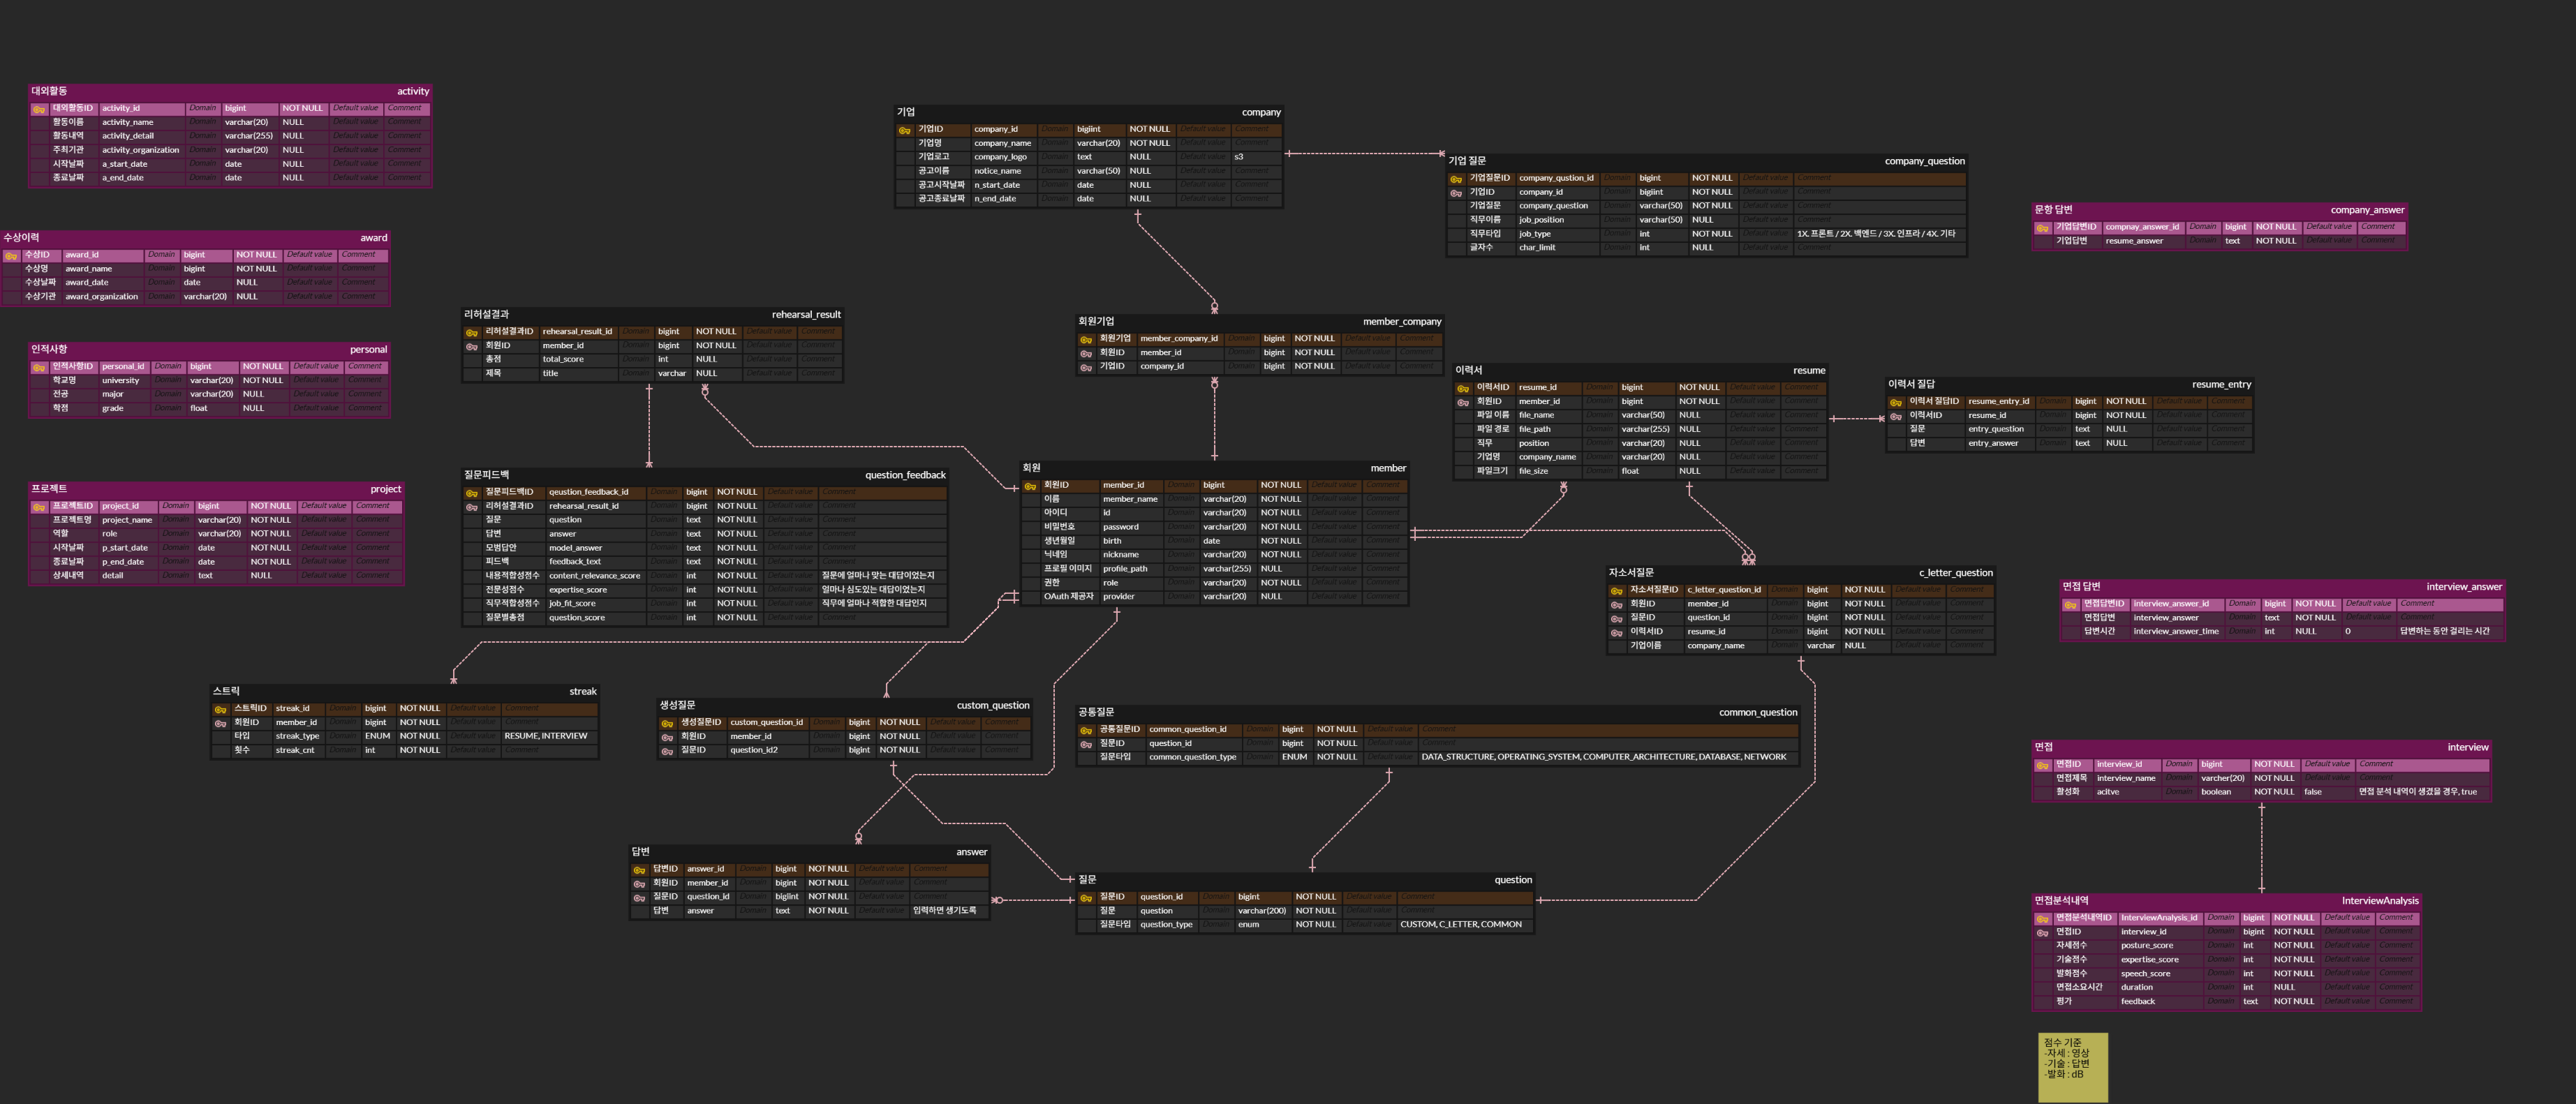 대외활동 activity
대외활동ID activity_id Domain bigint NOT NULL Default value Comment
활동이름 activity_name Domain varchar(20) NULL Default value Comment
활동내역 activity_detail Domain varchar(255) NULL Default value Comment
주최기관 activity_organization Domain varchar(20) NULL Default value Comment
시작날짜 a_start_date Domain date NULL Default value Comment
종료날짜 a_end_date Domain date NULL Default value Comment
수상이력 award
수상ID award_id Domain bigint NOT NULL Default value Comment
수상명 award_name Domain bigint NOT NULL Default value Comment
수상날짜 award_date Domain date NULL Default value Comment
수상기관 award_organization Domain varchar(20) NULL Default value Comment
인적사항 personal
인적사항ID personal_id Domain bigint NOT NULL Default value Comment
학교명 university Domain varchar(20) NOT NULL Default value Comment
전공 major Domain varchar(20) NULL Default value Comment
학점 grade Domain float NULL Default value Comment
프로젝트 project
프로젝트ID project_id Domain bigint NOT NULL Default value Comment
프로젝트명 project_name Domain varchar(20) NOT NULL Default value Comment
역할 role Domain varchar(20) NOT NULL Default value Comment
시작날짜 p_start_date Domain date NOT NULL Default value Comment
종료날짜 p_end_date Domain date NOT NULL Default value Comment
상세내역 detail Domain text NULL Default value Comment
기업 company
기업ID company_id Domain bigiint NOT NULL Default value Comment
기업명 company_name Domain varchar(20) NOT NULL Default value Comment
기업로고 company_logo Domain text NULL Default value s3
공고이름 notice_name Domain varchar(50) NULL Default value Comment
공고시작날짜 n_start_date Domain date NULL Default value Comment
공고종료날짜 n_end_date Domain date NULL Default value Comment
기업 질문 company_question
기업질문ID company_qustion_id Domain bigint NOT NULL Default value Comment
기업ID company_id Domain bigiint NOT NULL Default value Comment
기업질문 company_question Domain varchar(50) NOT NULL Default value Comment
직무이름 job_position Domain varchar(50) NULL Default value Comment
직무타입 job_type Domain int NOT NULL Default value 1X. 프론트 / 2X. 백엔드 / 3X. 인프라 / 4X. 기타
글자수 char_limit Domain int NULL Default value Comment
문항 답변 company_answer
기업답변ID compnay_answer_id Domain bigint NOT NULL Default value Comment
기업답변 resume_answer Domain text NOT NULL Default value Comment
리허설결과 rehearsal_result
리허설결과ID rehearsal_result_id Domain bigint NOT NULL Default value Comment
회원ID member_id Domain bigint NOT NULL Default value Comment
총점 total_score Domain int NULL Default value Comment
제목 title Domain varchar NULL Default value Comment
회원기업 member_company
회원기업 member_company_id Domain bigint NOT NULL Default value Comment
회원ID member_id Domain bigint NOT NULL Default value Comment
기업ID company_id Domain bigint NOT NULL Default value Comment
이력서 resume
이력서ID resume_id Domain bigint NOT NULL Default value Comment
회원ID member_id Domain bigint NOT NULL Default value Comment
파일 이름 file_name Domain varchar(50) NULL Default value Comment
파일 경로 file_path Domain varchar(255) NULL Default value Comment
직무 position Domain varchar(20) NULL Default value Comment
기업명 company_name Domain varchar(20) NULL Default value Comment
파일크기 file_size Domain float NULL Default value Comment
이력서 질답 resume_entry
이력서 질답ID resume_entry_id Domain bigint NOT NULL Default value Comment
이력서ID resume_id Domain bigint NOT NULL Default value Comment
질문 entry_question Domain text NULL Default value Comment
답변 entry_answer Domain text NULL Default value Comment
질문피드백 question_feedback
질문피드백ID qeustion_feedback_id Domain bigint NOT NULL Default value Comment
리허설결과ID rehearsal_result_id Domain bigint NOT NULL Default value Comment
질문 question Domain text NOT NULL Default value Comment
답변 answer Domain text NOT NULL Default value Comment
모범답안 model_answer Domain text NOT NULL Default value Comment
피드백 feedback_text Domain text NOT NULL Default value Comment
내용적합성점수 content_relevance_score Domain int NOT NULL Default value 질문에 얼마나 맞는 대답이었는지
전문성점수 expertise_score Domain int NOT NULL Default value 얼마나 심도있는 대답이었는지
직무적합성점수 job_fit_score Domain int NOT NULL Default value 직무에 얼마나 적합한 대답인지
질문별총점 question_score Domain int NOT NULL Default value Comment
회원 member
회원ID member_id Domain bigint NOT NULL Default value Comment
이름 member_name Domain varchar(20) NOT NULL Default value Comment
아이디 id Domain varchar(20) NOT NULL Default value Comment
비밀번호 password Domain varchar(20) NOT NULL Default value Comment
생년월일 birth Domain date NOT NULL Default value Comment
닉네임 nickname Domain varchar(20) NOT NULL Default value Comment
프로필 이미지 profile_path Domain varchar(255) NULL Default value Comment
권한 role Domain varchar(20) NOT NULL Default value Comment
OAuth 제공자 provider Domain varchar(20) NULL Default value Comment
자소서질문 c_letter_question
자소서질문ID c_letter_question_id Domain bigint NOT NULL Default value Comment
회원ID member_id Domain bigint NOT NULL Default value Comment
질문ID question_id Domain bigint NOT NULL Default value Comment
이력서ID resume_id Domain bigint NOT NULL Default value Comment
기업이름 company_name Domain varchar NULL Default value Comment
면접 답변 interview_answer
면접답변ID interview_answer_id Domain bigint NOT NULL Default value Comment
면접답변 interview_answer Domain text NOT NULL Default value Comment
답변시간 interview_answer_time Domain int NULL 0 답변하는 동안 걸리는 시간
스트릭 streak
스트릭ID streak_id Domain bigint NOT NULL Default value Comment
회원ID member_id Domain bigint NOT NULL Default value Comment
타입 streak_type Domain ENUM NOT NULL Default value RESUME, INTERVIEW
횟수 streak_cnt Domain int NOT NULL Default value Comment
생성질문 custom_question
생성질문ID custom_question_id Domain bigint NOT NULL Default value Comment
회원ID member_id Domain bigint NOT NULL Default value Comment
질문ID question_id2 Domain bigint NOT NULL Default value Comment
공통질문 common_question
공통질문ID common_question_id Domain bigint NOT NULL Default value Comment
질문ID question_id Domain bigint NOT NULL Default value Comment
질문타입 common_question_type Domain ENUM NOT NULL Default value DATA_STRUCTURE, OPERATING_SYSTEM, COMPUTER_ARCHITECTURE, DATABASE, NETWORK
면접 interview
면접ID interview_id Domain bigint NOT NULL Default value Comment
면접제목 interview_name Domain varcher(20) NOT NULL Default value Comment
활성화 acitve Domain boolean NOT NULL false 면접 분석 내역이 생겼을 경우, true
답변 answer
답변ID answer_id Domain bigint NOT NULL Default value Comment
회원ID member_id Domain bigint NOT NULL Default value Comment
질문ID question_id Domain bigiint NOT NULL Default value Comment
답변 answer Domain text NOT NULL Default value 입력하면 생기도록
질문 question
질문ID question_id Domain bigint NOT NULL Default value Comment
질문 question Domain varchar(200) NOT NULL Default value Comment
질문타입 question_type Domain enum NOT NULL Default value CUSTOM, C_LETTER, COMMON
면접분석내역 InterviewAnalysis
면접분석내역ID InterviewAnalysis_id Domain bigint NOT NULL Default value Comment
면접ID interview_id Domain bigint NOT NULL Default value Comment
자세점수 posture_score Domain int NOT NULL Default value Comment
기술점수 expertise_score Domain int NOT NULL Default value Comment
발화점수 speech_score Domain int NOT NULL Default value Comment
면접소요시간 duration Domain int NULL Default value Comment
평가 feedback Domain text NOT NULL Default value Comment
점수 기준
-자세 : 영상
-기술 : 답변
-발화 : dB